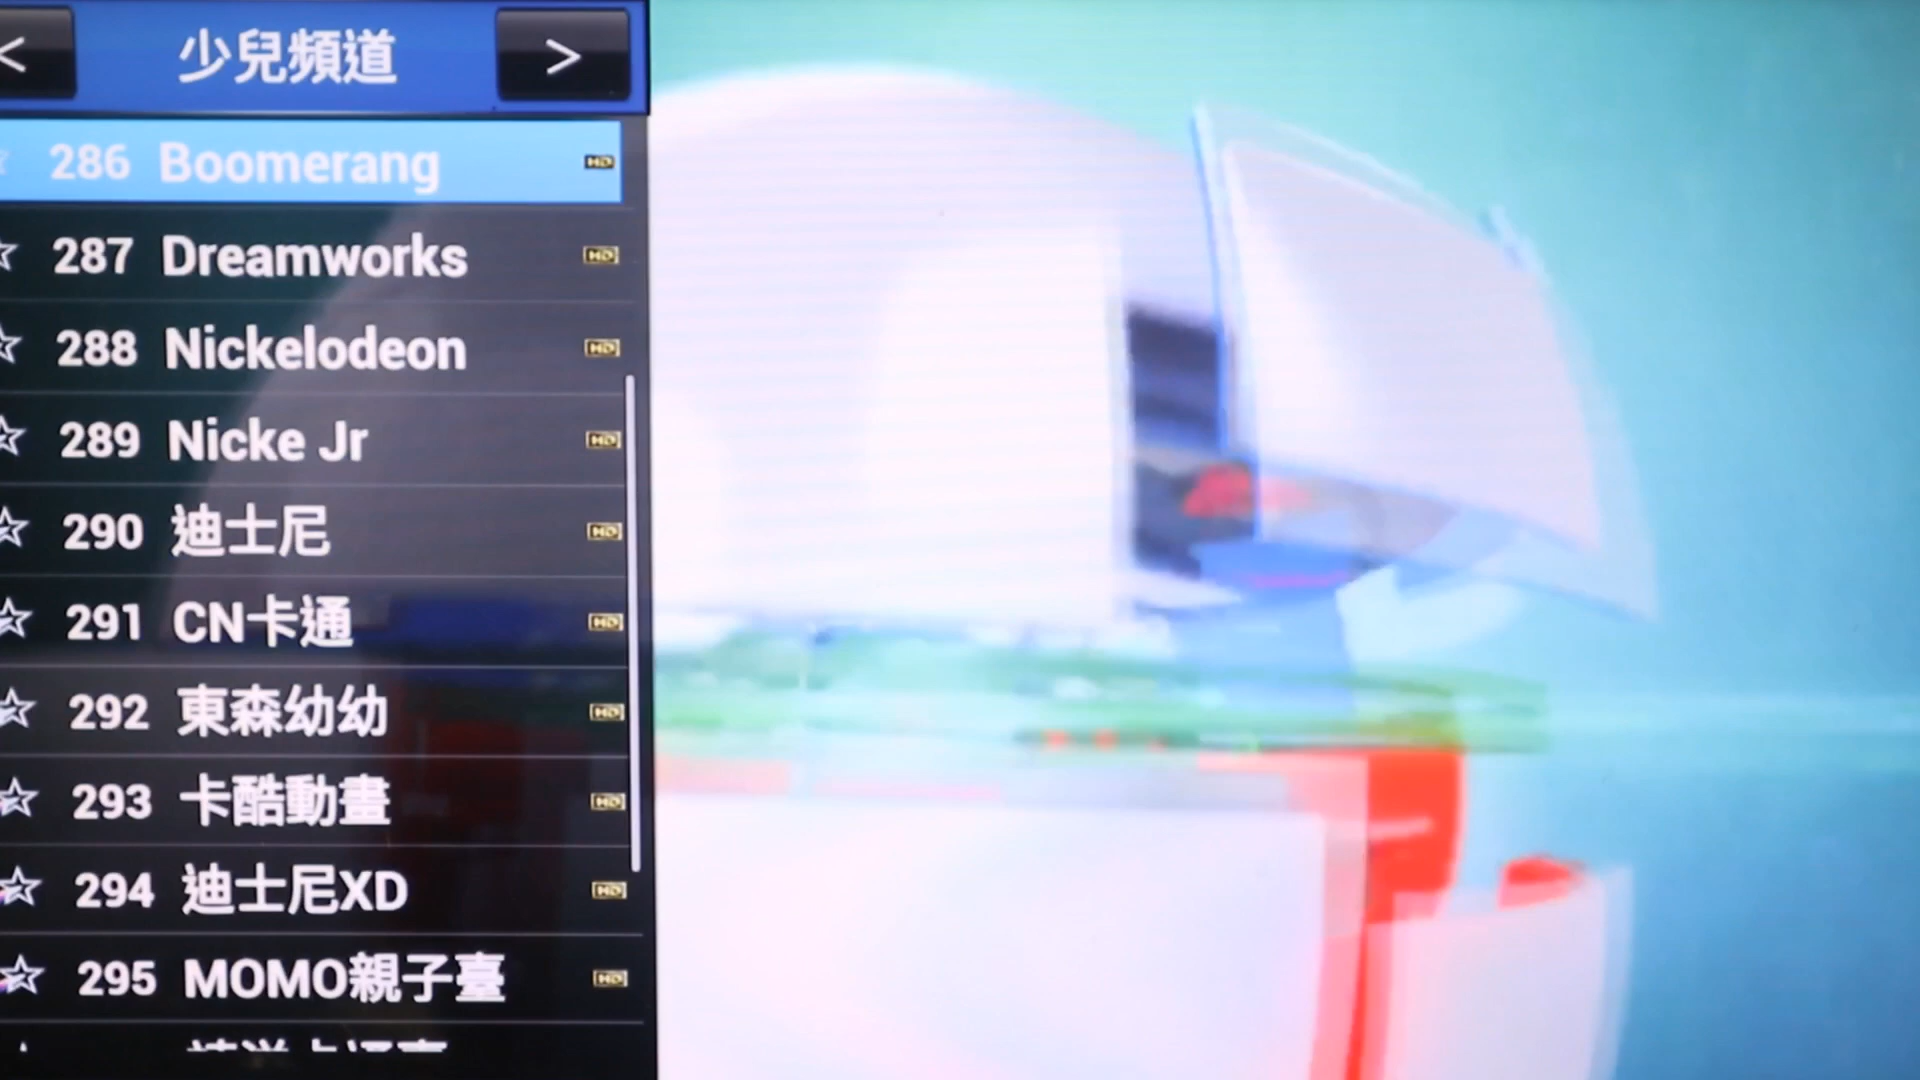 <
少兒頻道
>
286 Boomerang HD
287 Dreamworks HD
288 Nickelodeon HD
289 Nicke Jr HD
290 迪士尼 HD
291 CN卡通 HD
292 東森幼幼 HD
293 卡酷動畫 HD
294 迪士尼XD HD
295 MOMO親子臺 HD